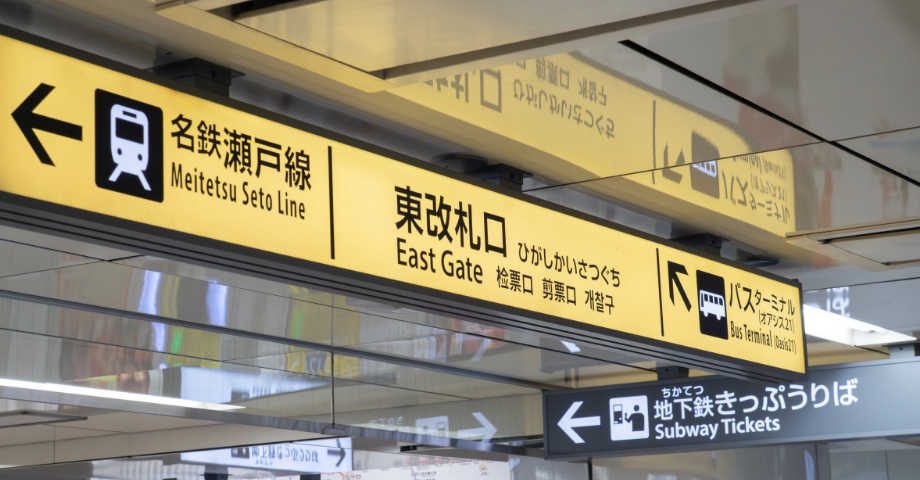 名鉄瀬戸線
Meitetsu Seto Line
東改札口 ひがしかいさつぐち
East Gate 检票口 剪票口 개찰구
バスターミナル
(オアシス21)
Bus Terminal (Oasis21)
ちかてつ
地下鉄きっぷうりば
Subway Tickets